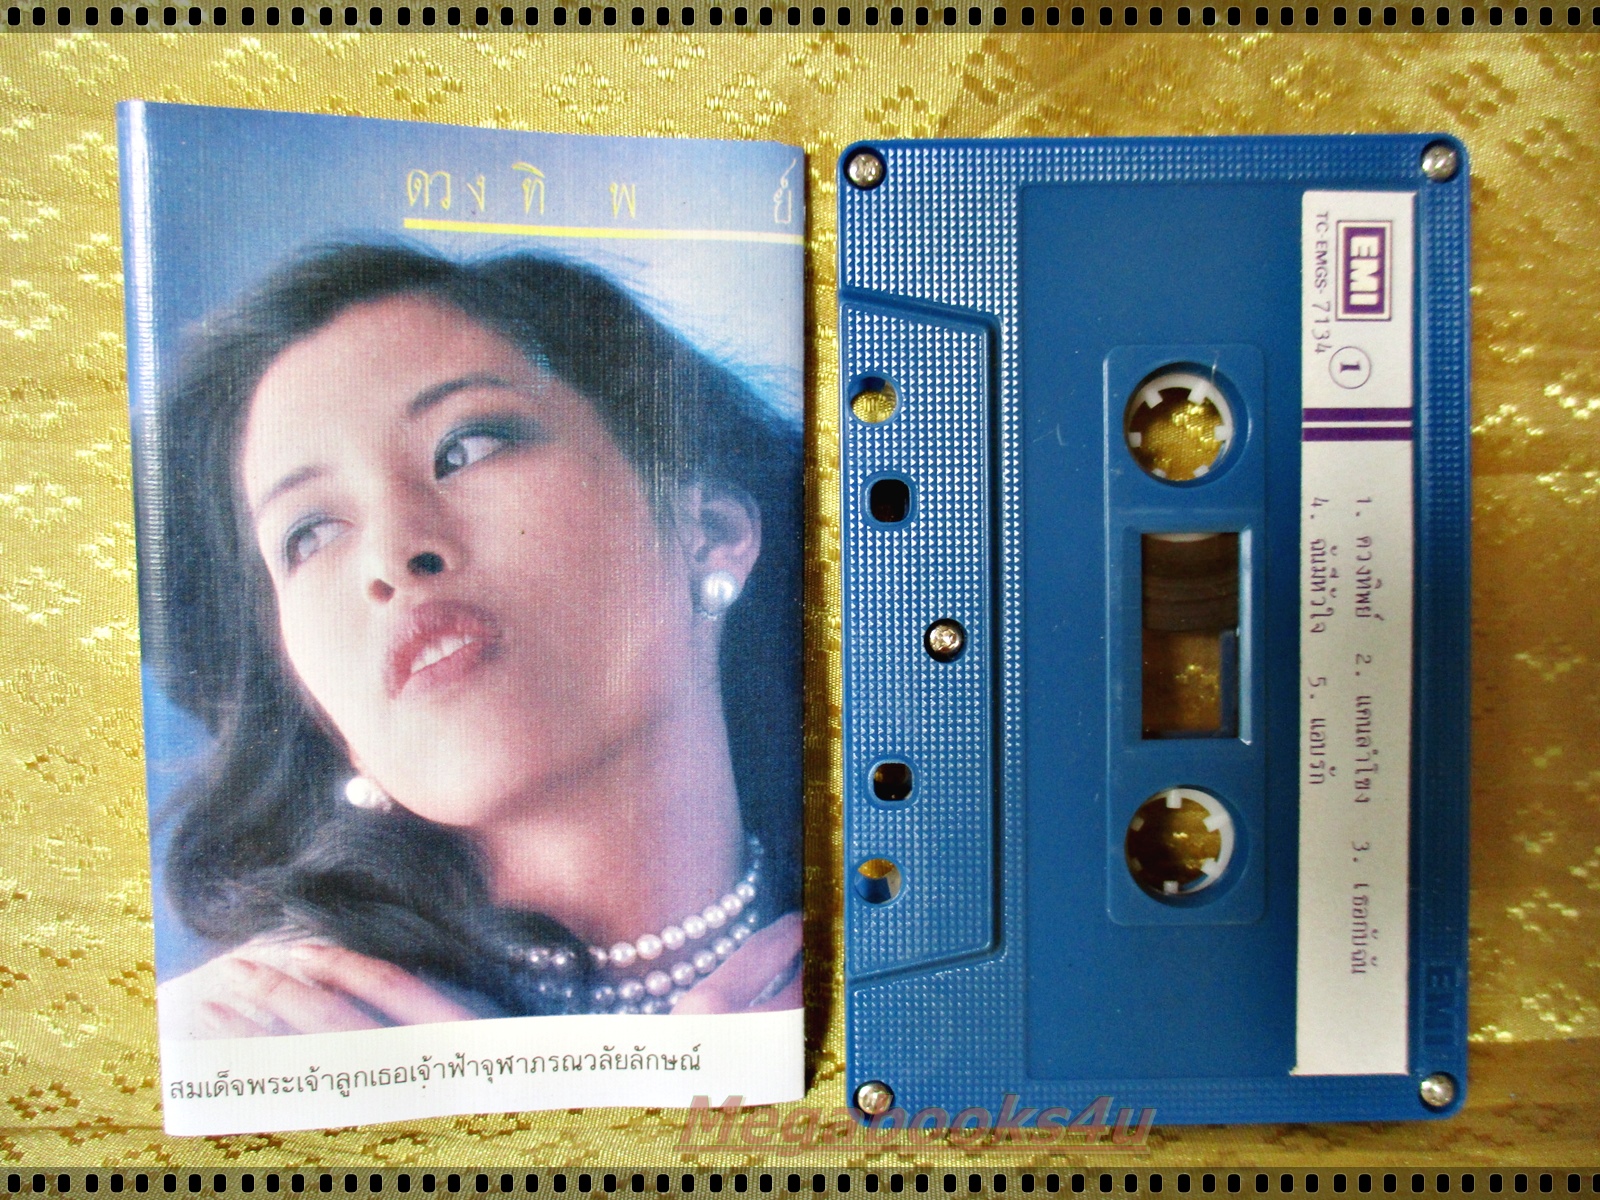 ดวงทิพย์
สมเด็จพระเจ้าลูกเธอเจ้าฟ้าจุฬาภรณวลัยลักษณ์
EMI
TC-EMGS-7134
1
1. ดวงทิพย์ 2. แคนลำโขง 3. เธอกับฉัน
4. ฉันมีหัวใจ 5. แอบรัก
EMI
Megabooks4u